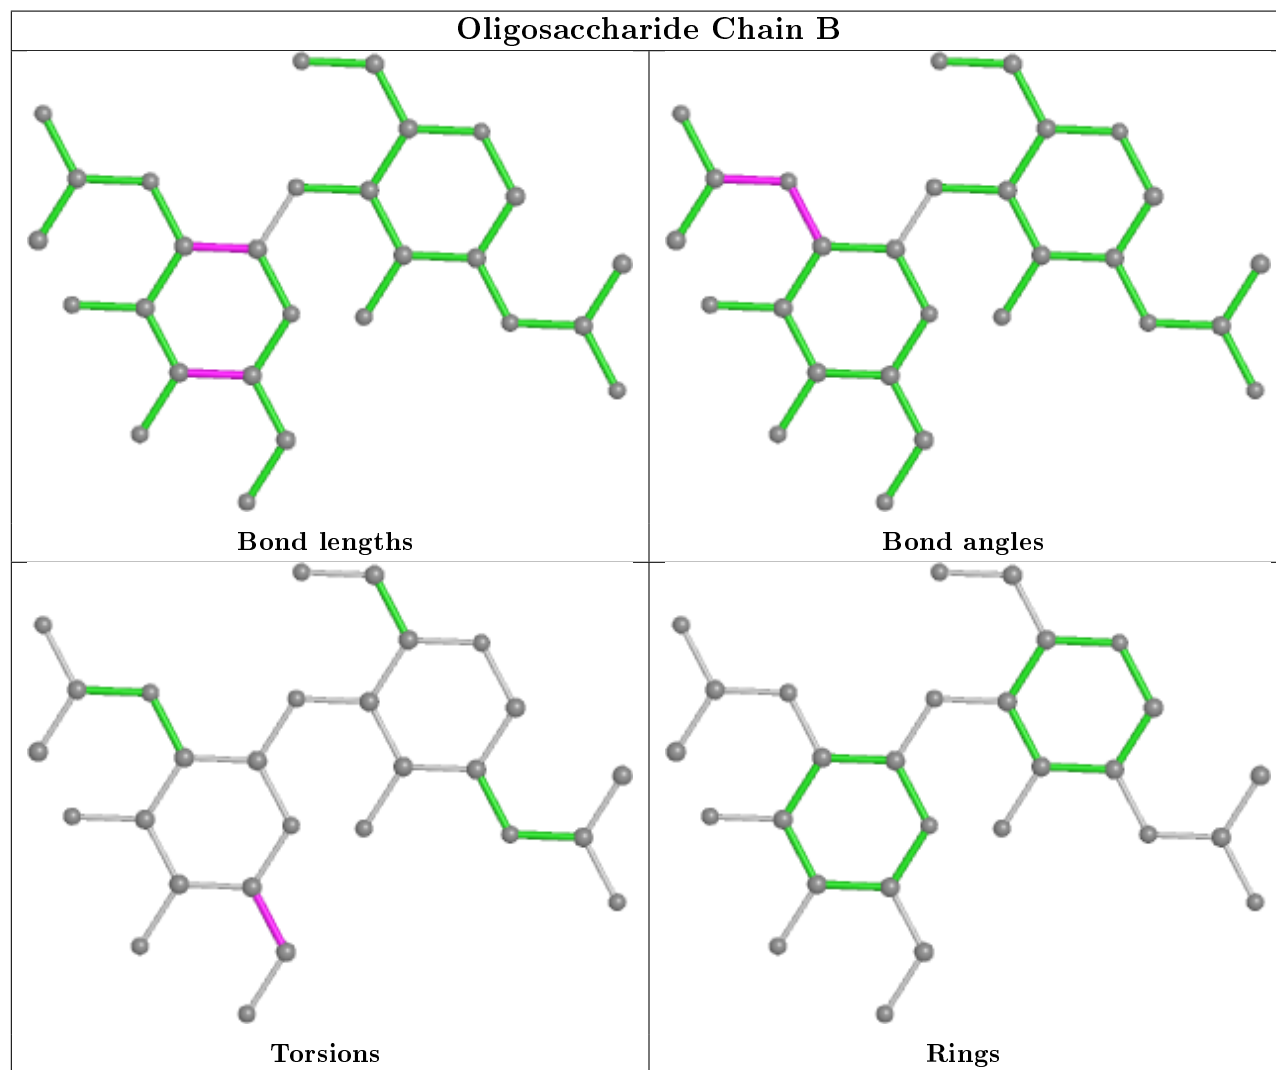 Oligosaccharide Chain B
Bond lengths
Bond angles
Torsions
Rings